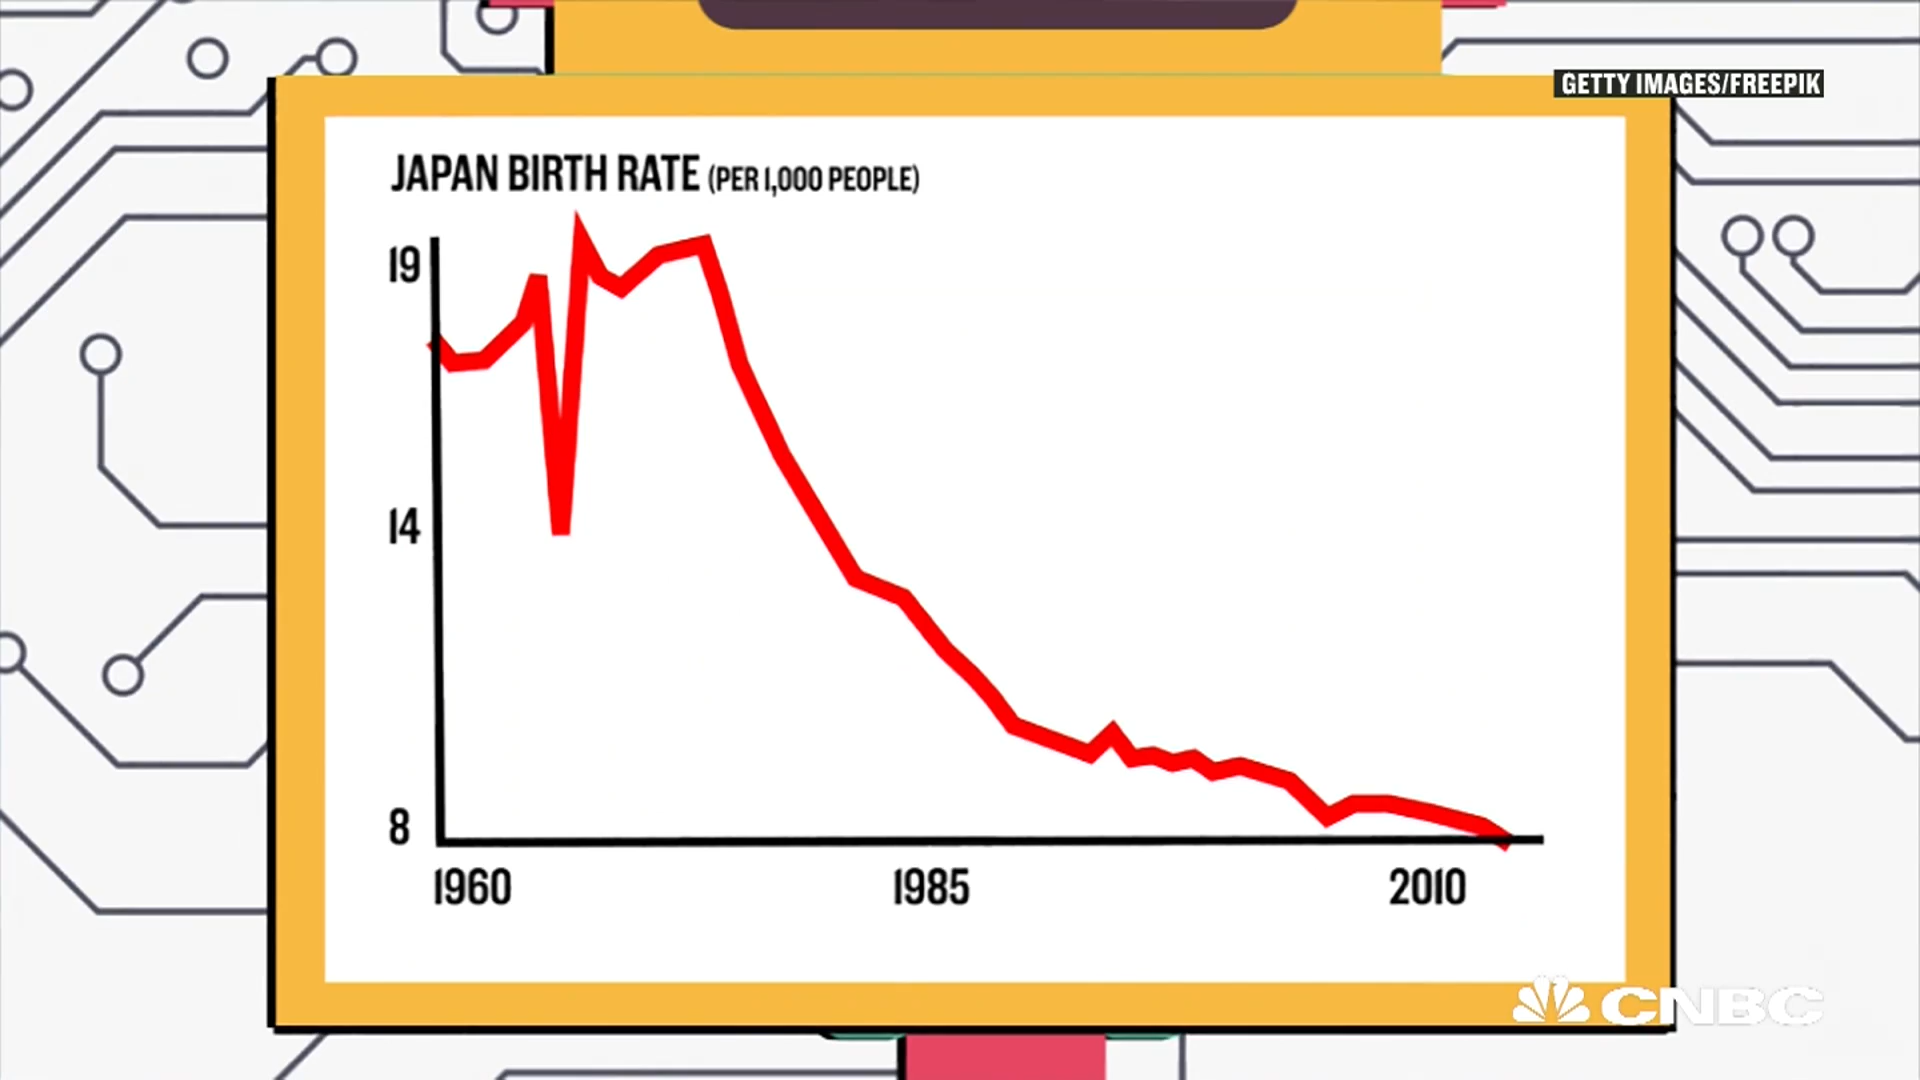 GETTY IMAGES/FREEPIK
JAPAN BIRTH RATE (PER 1,000 PEOPLE)
19
14
8
1960 1985 2010
CNBC